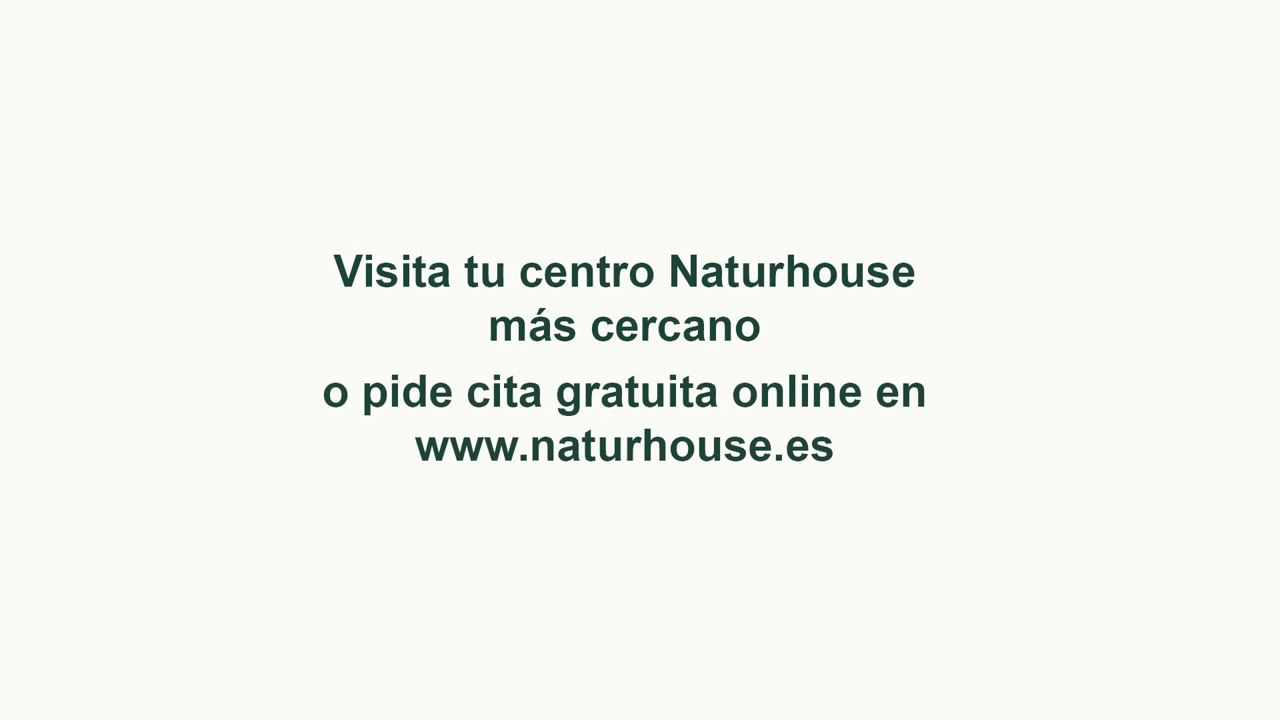 Visita tu centro Naturhouse
más cercano
o pide cita gratuita online en
www.naturhouse.es